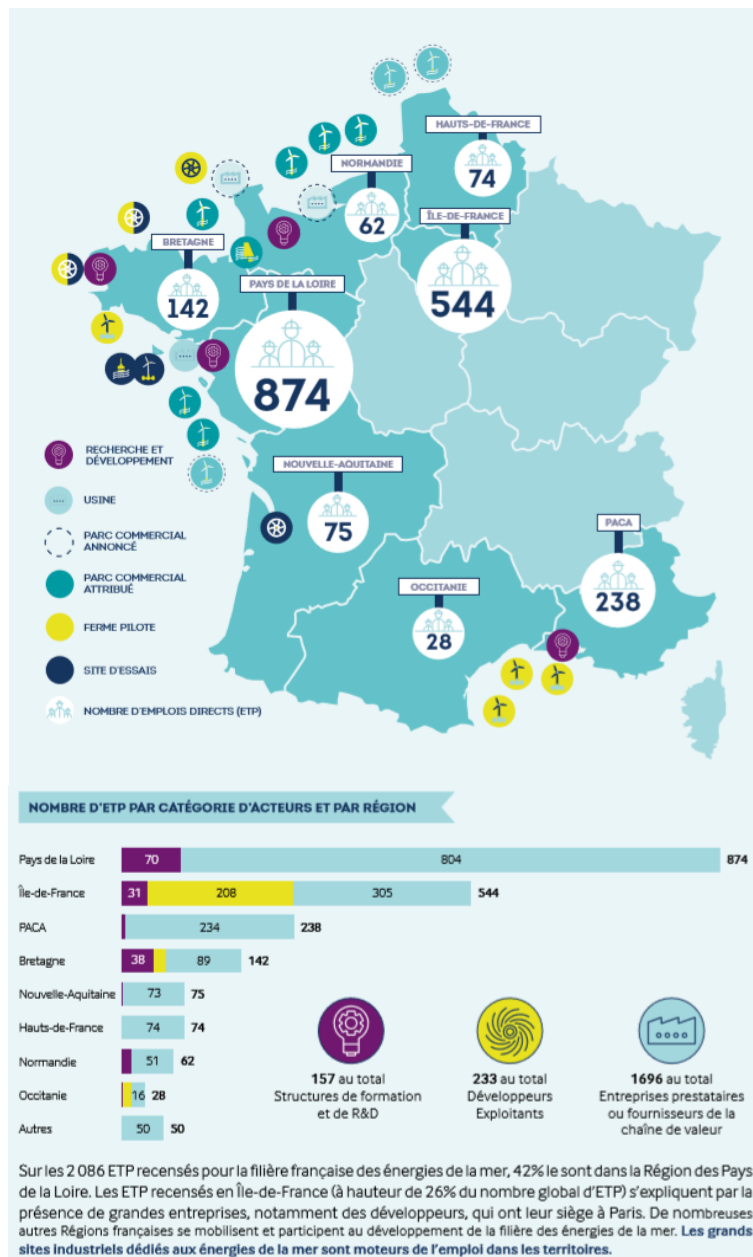 HAUTS-DE-FRANCE
74
NORMANDIE
62
ÎLE-DE-FRANCE
544
BRETAGNE
142
PAYS DE LA LOIRE
874
RECHERCHE ET
DÉVELOPPEMENT
USINE
PARC COMMERCIAL
ANNONCÉ
PARC COMMERCIAL
ATTRIBUÉ
FERME PILOTE
SITE D'ESSAIS
NOMBRE D'EMPLOIS DIRECTS (ETP)
NOUVELLE-AQUITAINE
75
PACA
238
OCCITANIE
28
NOMBRE D'ETP PAR CATÉGORIE D'ACTEURS ET PAR RÉGION
Pays de la Loire 70 804 874
Île-de-France 31 208 305 544
PACA 234 238
Bretagne 38 89 142
Nouvelle-Aquitaine 73 75
Hauts-de-France 74 74
Normandie 51 62
Occitanie 16 28
Autres 50 50
157 au total
Structures de formation
et de R&D
233 au total
Développeurs
Exploitants
1696 au total
Entreprises prestataires
ou fournisseurs de la
chaîne de valeur
Sur les 2 086 ETP recensés pour la filière française des énergies de la mer, 42% le sont dans la Région des Pays
de la Loire. Les ETP recensés en Île-de-France (à hauteur de 26% du nombre global d'ETP) s'expliquent par la
présence de grandes entreprises, notamment des développeurs, qui ont leur siège à Paris. De nombreuses
autres Régions françaises se mobilisent et participent au développement de la filière des énergies de la mer. Les grands
sites industriels dédiés aux énergies de la mer sont moteurs de l'emploi dans les territoires.